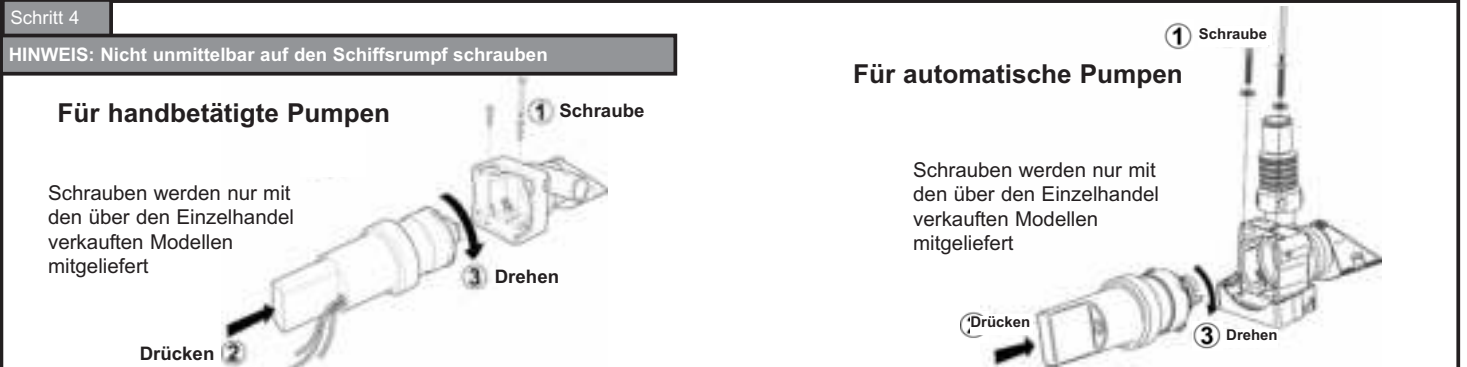 Schritt 4
HINWEIS: Nicht unmittelbar auf den Schiffsrumpf schrauben
Für handbetätigte Pumpen
① Schraube
Schrauben werden nur mit
den über den Einzelhandel
verkauften Modellen
mitgeliefert
③ Drehen
Drücken ②
① Schraube
Für automatische Pumpen
Schrauben werden nur mit
den über den Einzelhandel
verkauften Modellen
mitgeliefert
Drücken
③ Drehen